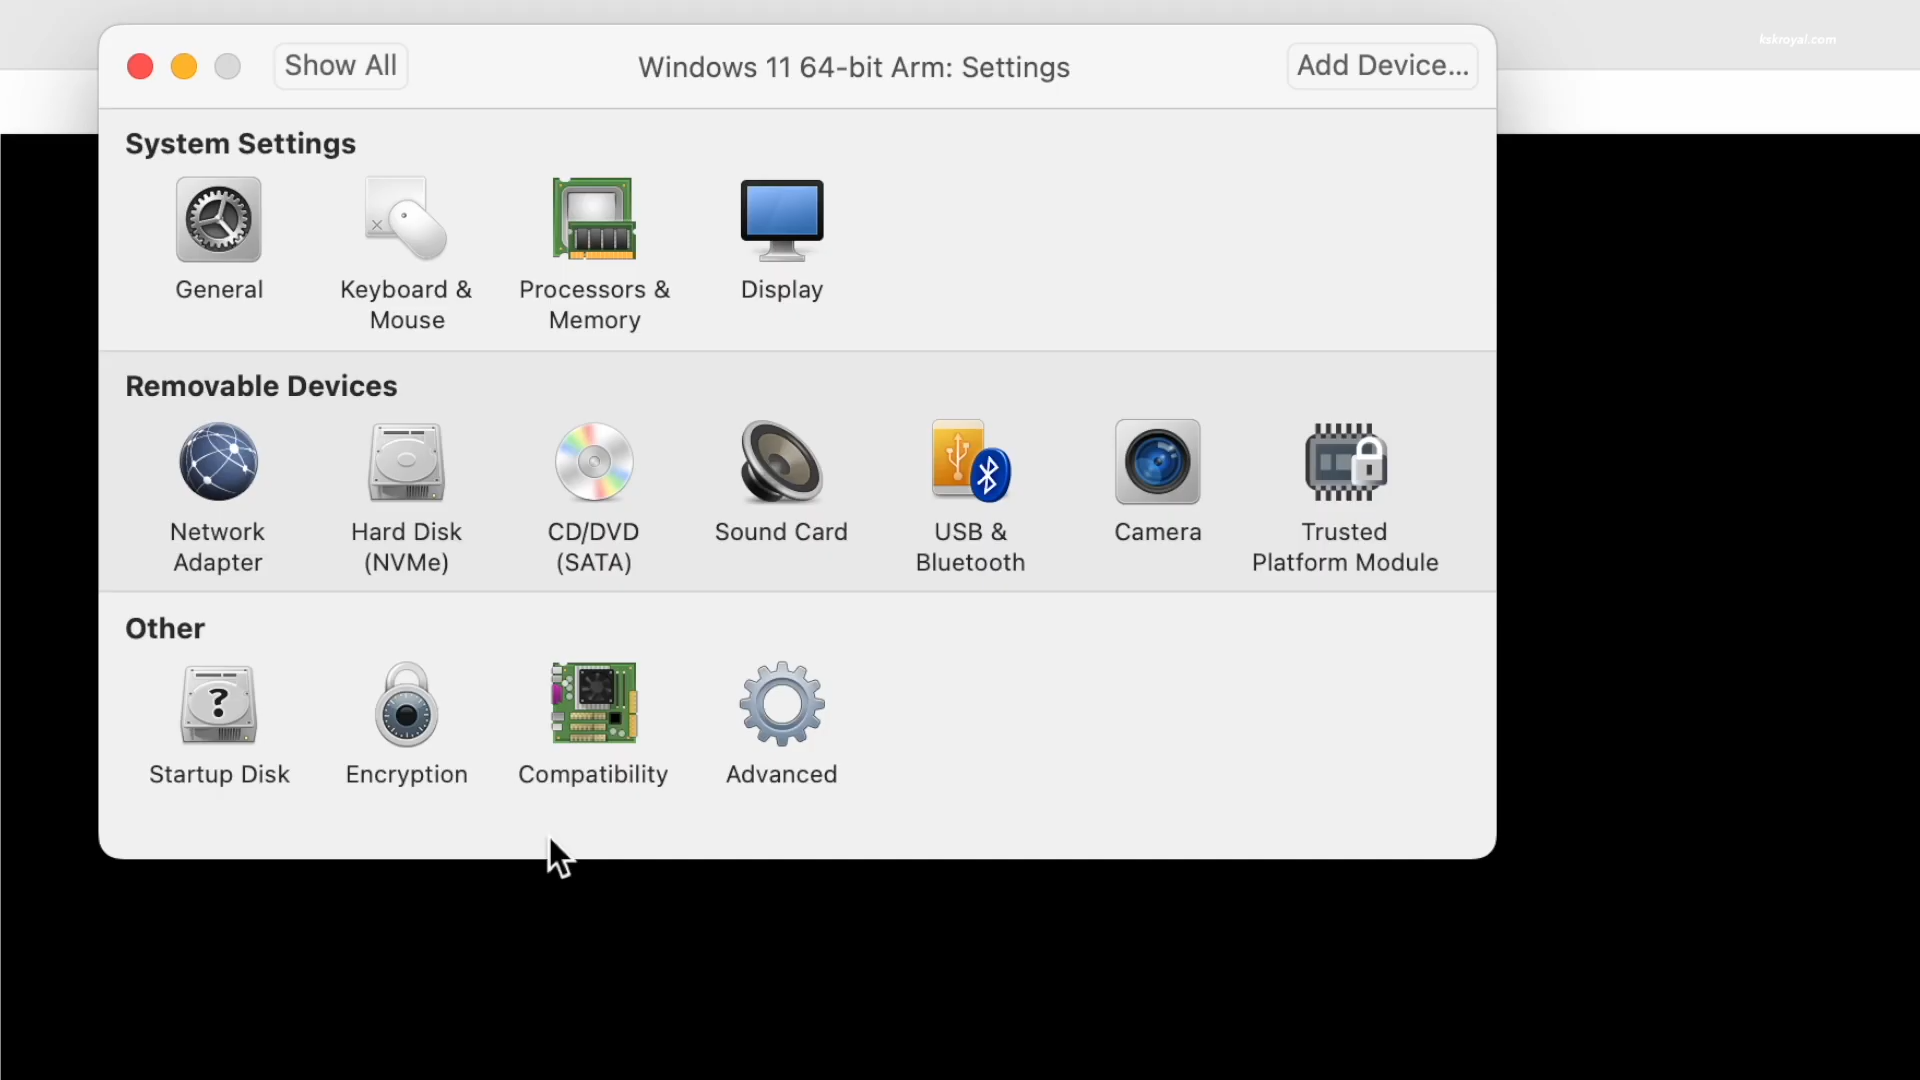 kskroyal.com
Show All
Windows 11 64-bit Arm: Settings
Add Device...
System Settings
General
Keyboard &
Mouse
Processors &
Memory
Display
Removable Devices
Network
Adapter
Hard Disk
(NVMe)
CD/DVD
(SATA)
Sound Card
USB &
Bluetooth
Camera
Trusted
Platform Module
Other
Startup Disk
Encryption
Compatibility
Advanced